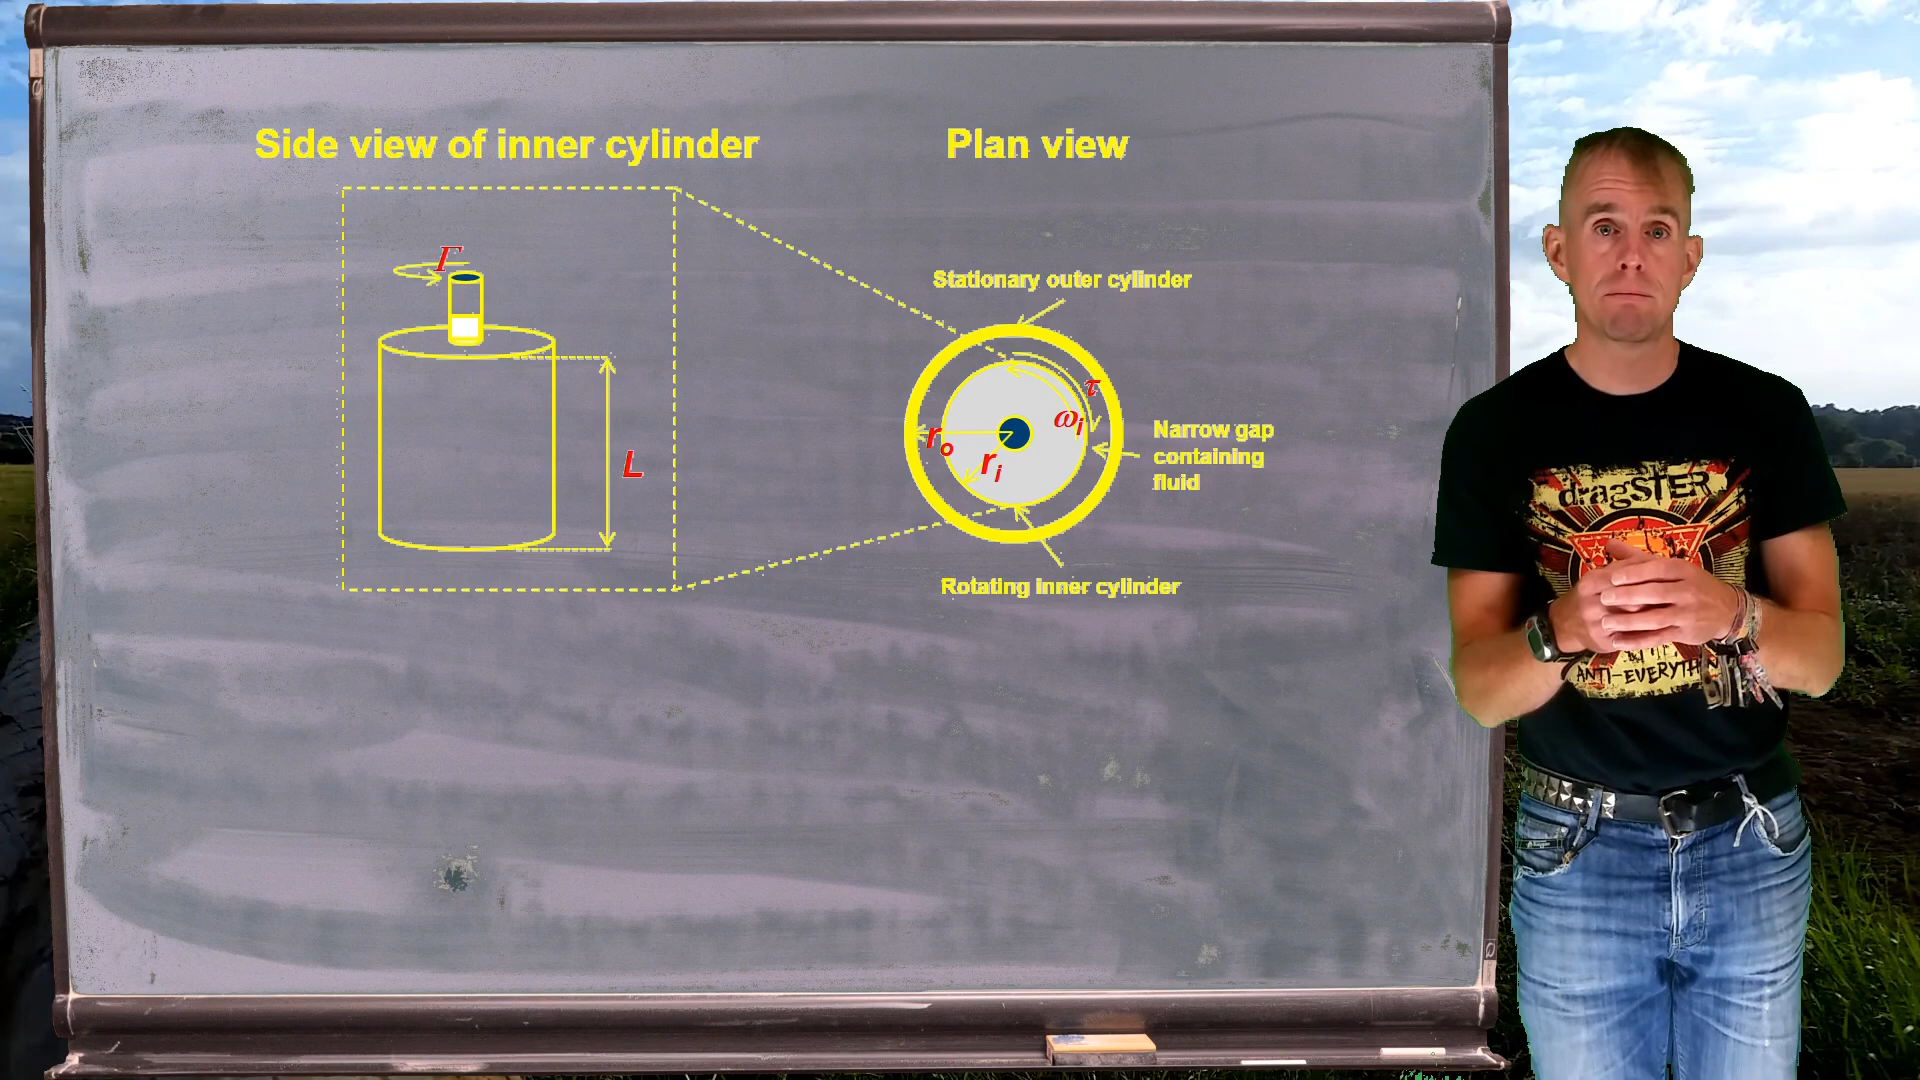 Side view of inner cylinder
Plan view
Γ
L
Stationary outer cylinder
τ
ωi
ro
ri
Narrow gap
containing
fluid
Rotating inner cylinder
dragSTER
ANTI-EVERYTHIN